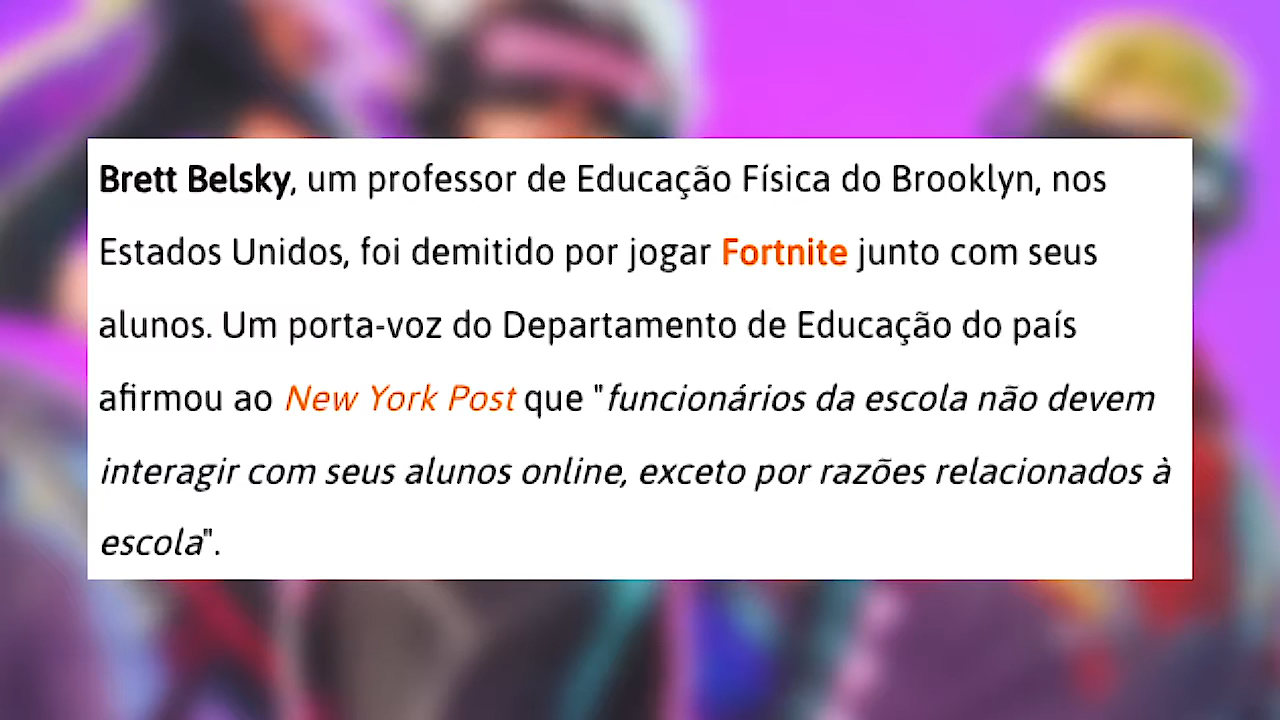 Brett Belsky, um professor de Educação Física do Brooklyn, nos
Estados Unidos, foi demitido por jogar Fortnite junto com seus
alunos. Um porta-voz do Departamento de Educação do país
afirmou ao New York Post que "funcionários da escola não devem
interagir com seus alunos online, exceto por razões relacionados à
escola".